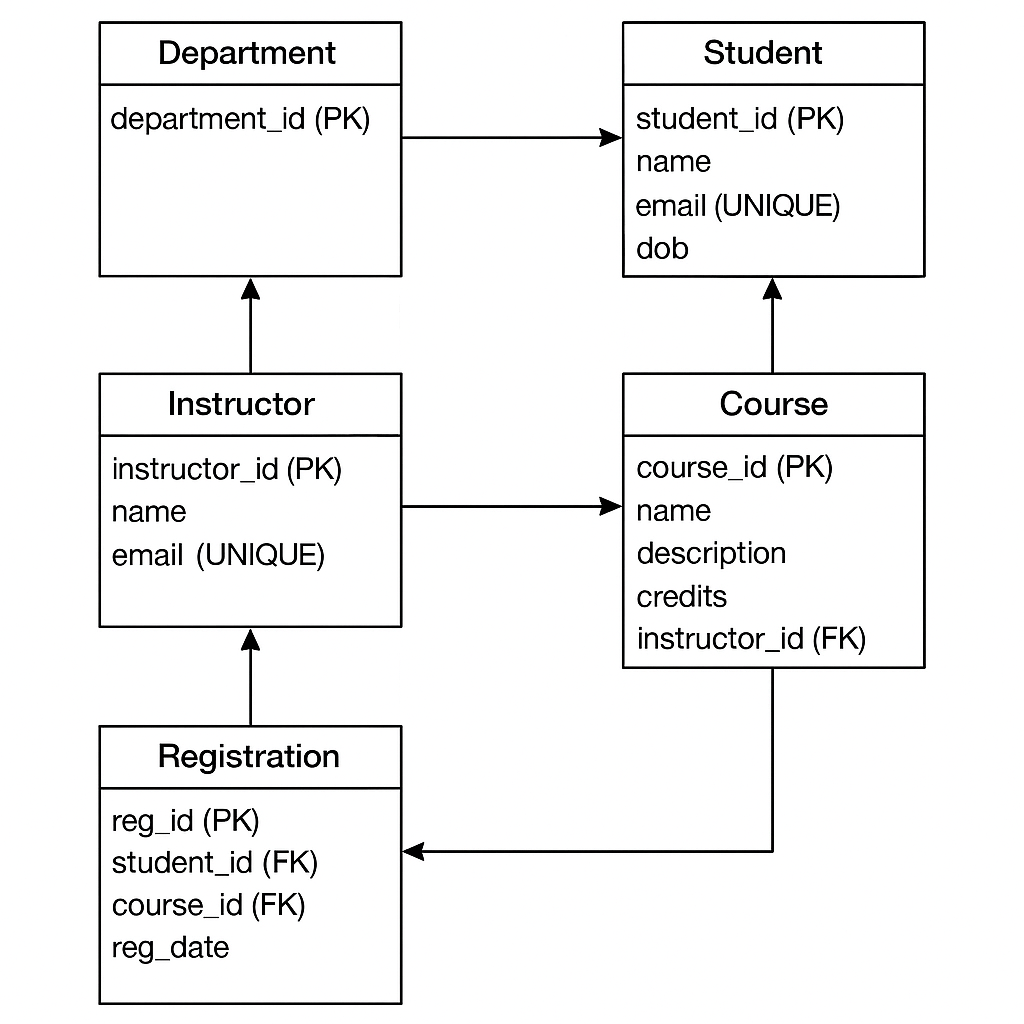 Department
department_id (PK)
Student
student_id (PK)
name
email (UNIQUE)
dob
Instructor
instructor_id (PK)
name
email (UNIQUE)
Course
course_id (PK)
name
description
credits
instructor_id (FK)
Registration
reg_id (PK)
student_id (FK)
course_id (FK)
reg_date